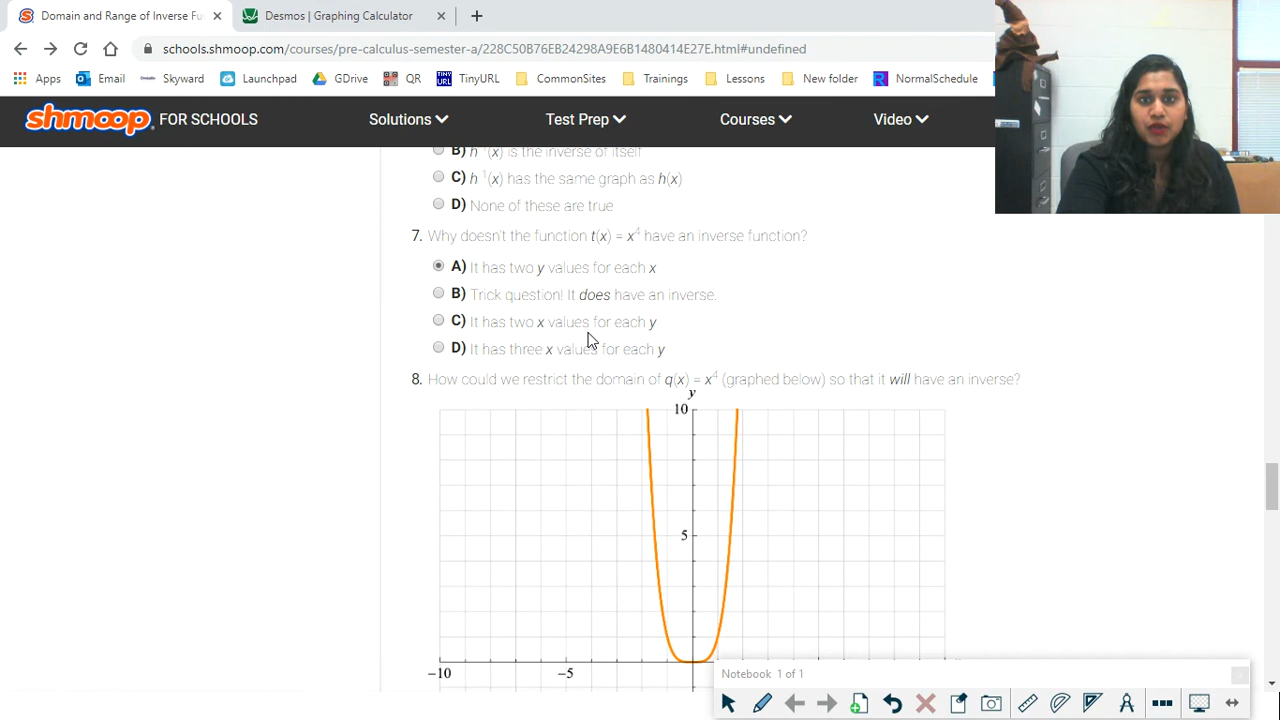 Domain and Range of Inverse Fu
Desmos | Graphing Calculator
schools.shmoop.com/courses/pre-calculus-semester-a/228C50B76EB24298A9E6B1480414E27E.html#undefined
Apps Email Skyward Launchpad GDrive QR TinyURL CommonSites Trainings Lessons New folder NormalSchedule
shmoop FOR SCHOOLS Solutions Test Prep Courses Video
B) h⁻¹(x) is the inverse of itself
C) h⁻¹(x) has the same graph as h(x)
D) None of these are true
7. Why doesn't the function t(x) = x⁴ have an inverse function?
A) It has two y values for each x
B) Trick question! It does have an inverse.
C) It has two x values for each y
D) It has three x values for each y
8. How could we restrict the domain of q(x) = x⁴ (graphed below) so that it will have an inverse?
y
10
5
-10 -5
Notebook 1 of 1